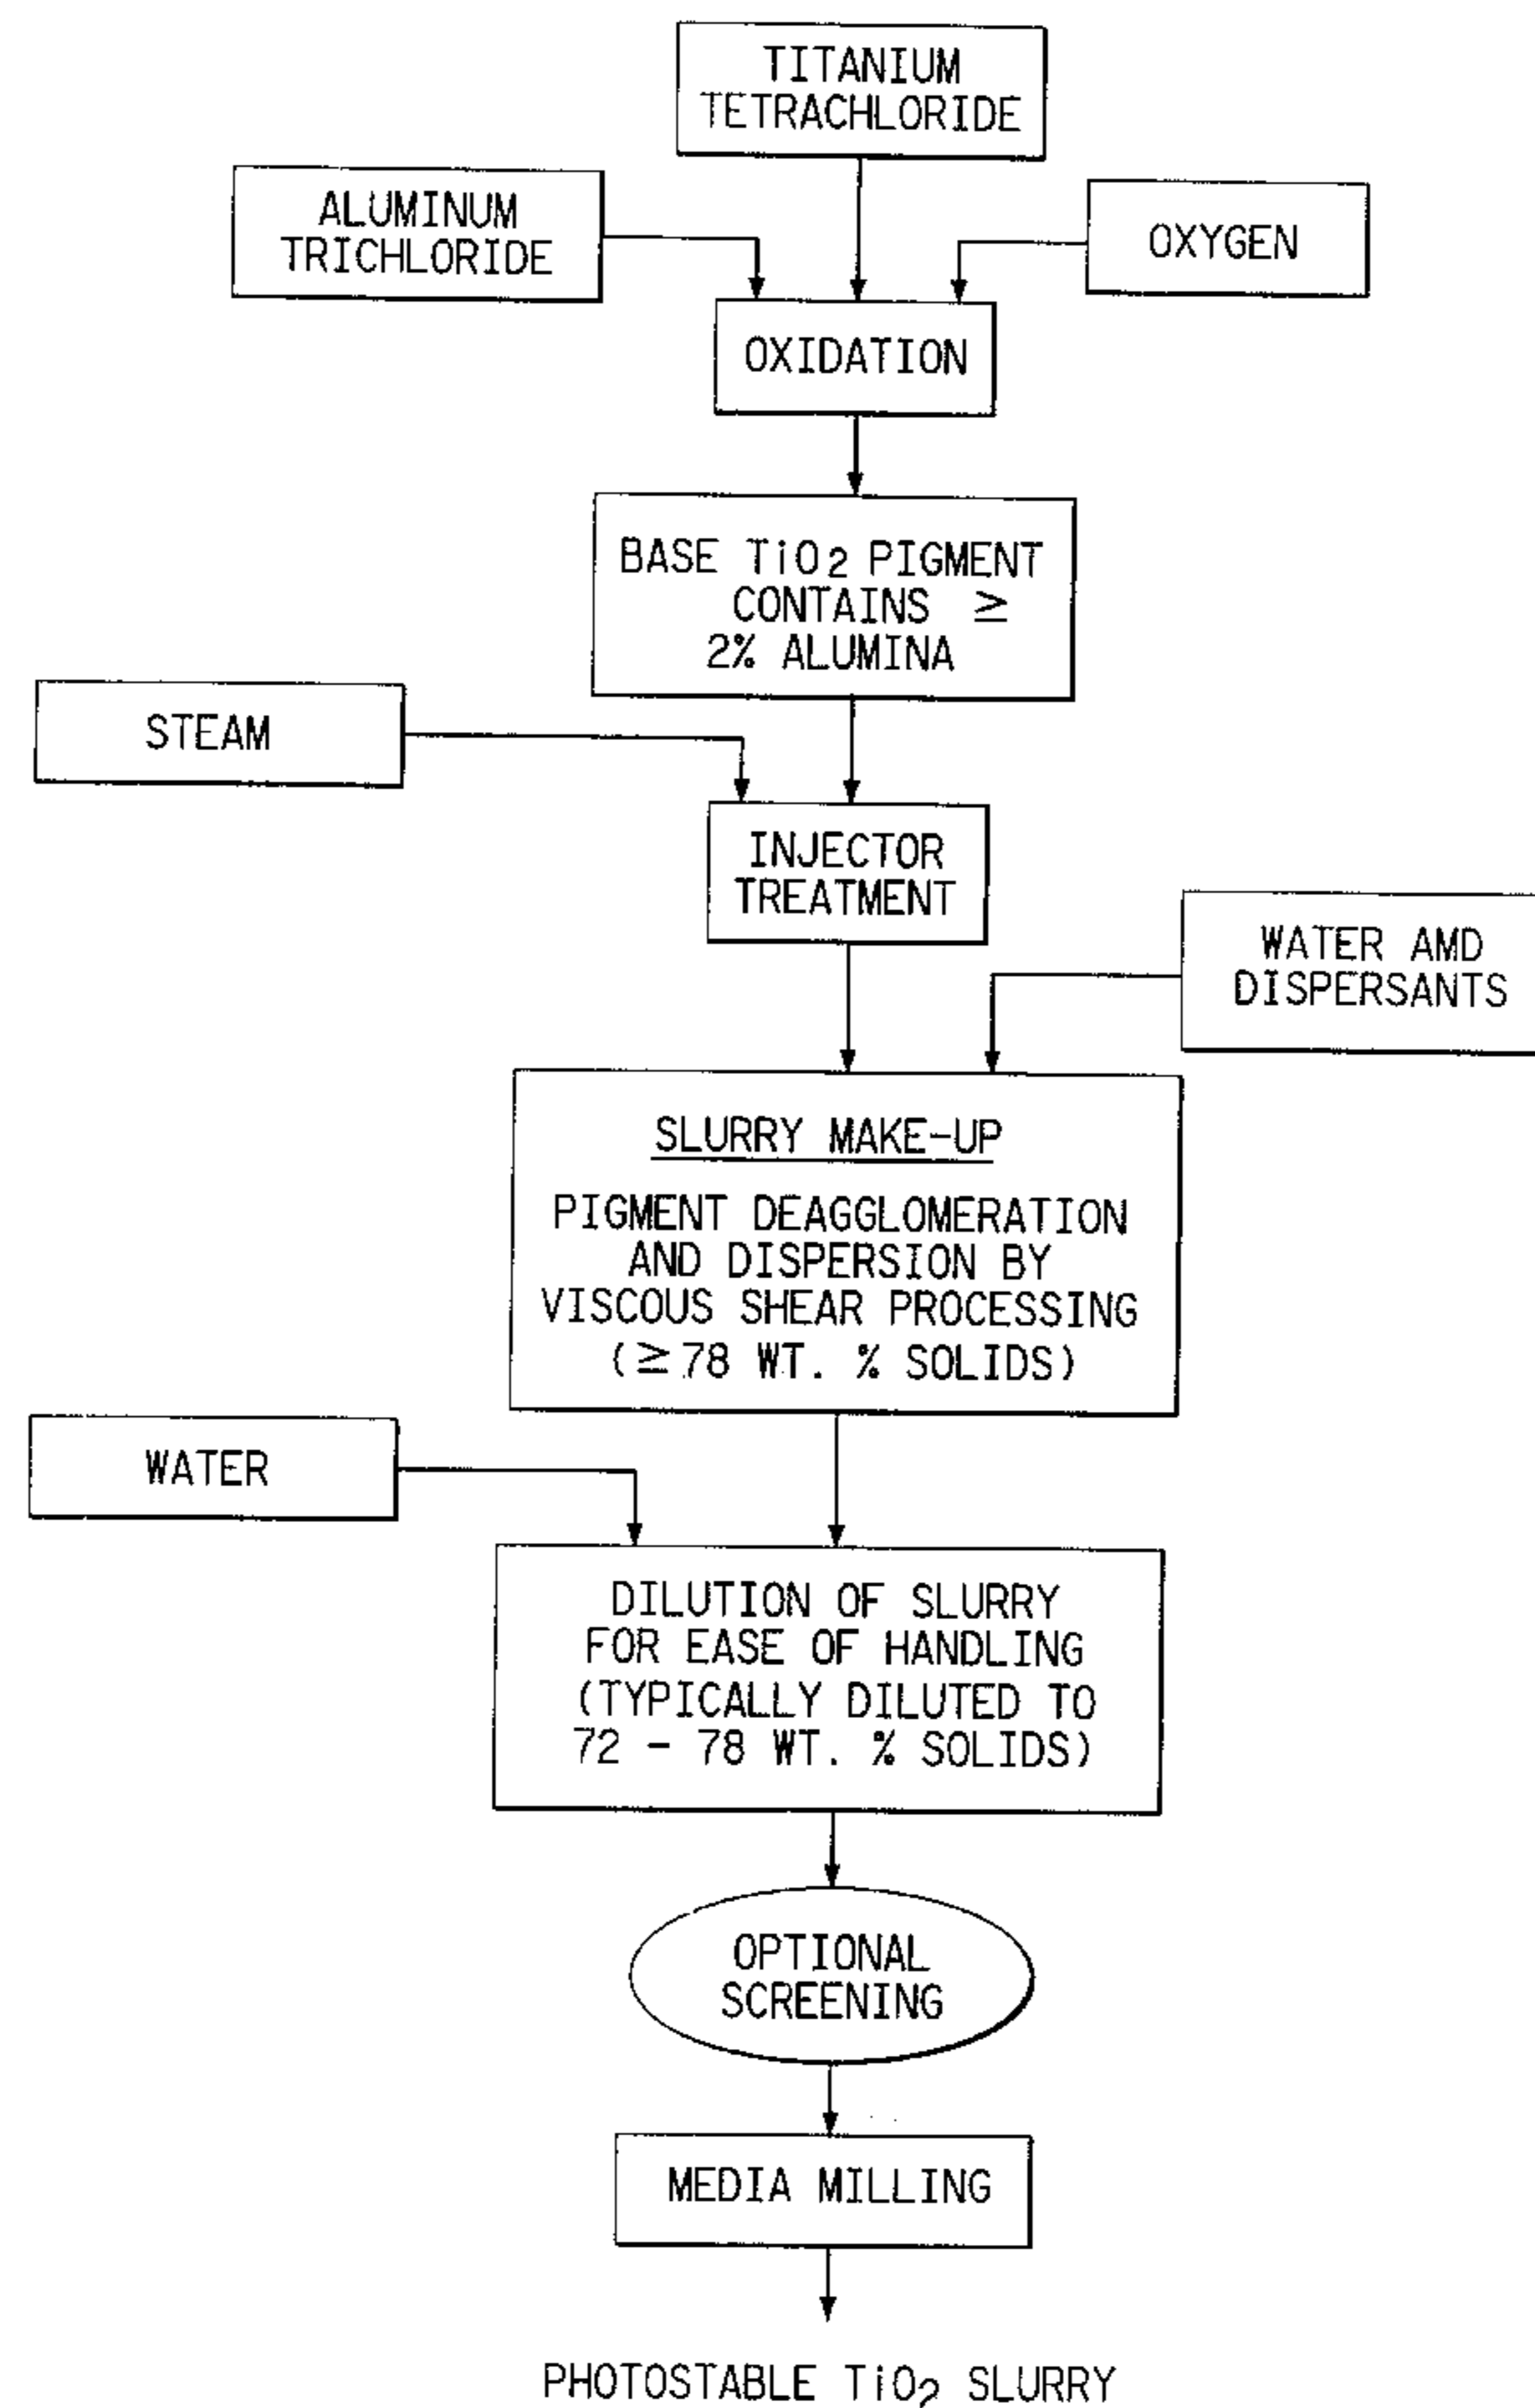 TITANIUM
TETRACHLORIDE
ALUMINUM
TRICHLORIDE
OXYGEN
OXIDATION
BASE TiO2 PIGMENT
CONTAINS ≥
2% ALUMINA
STEAM
INJECTOR
TREATMENT
WATER AMD
DISPERSANTS
SLURRY MAKE-UP
PIGMENT DEAGGLOMERATION
AND DISPERSION BY
VISCOUS SHEAR PROCESSING
(≥78 WT. % SOLIDS)
WATER
DILUTION OF SLURRY
FOR EASE OF HANDLING
(TYPICALLY DILUTED TO
72 - 78 WT. % SOLIDS)
OPTIONAL
SCREENING
MEDIA MILLING
PHOTOSTABLE TiO2 SLURRY